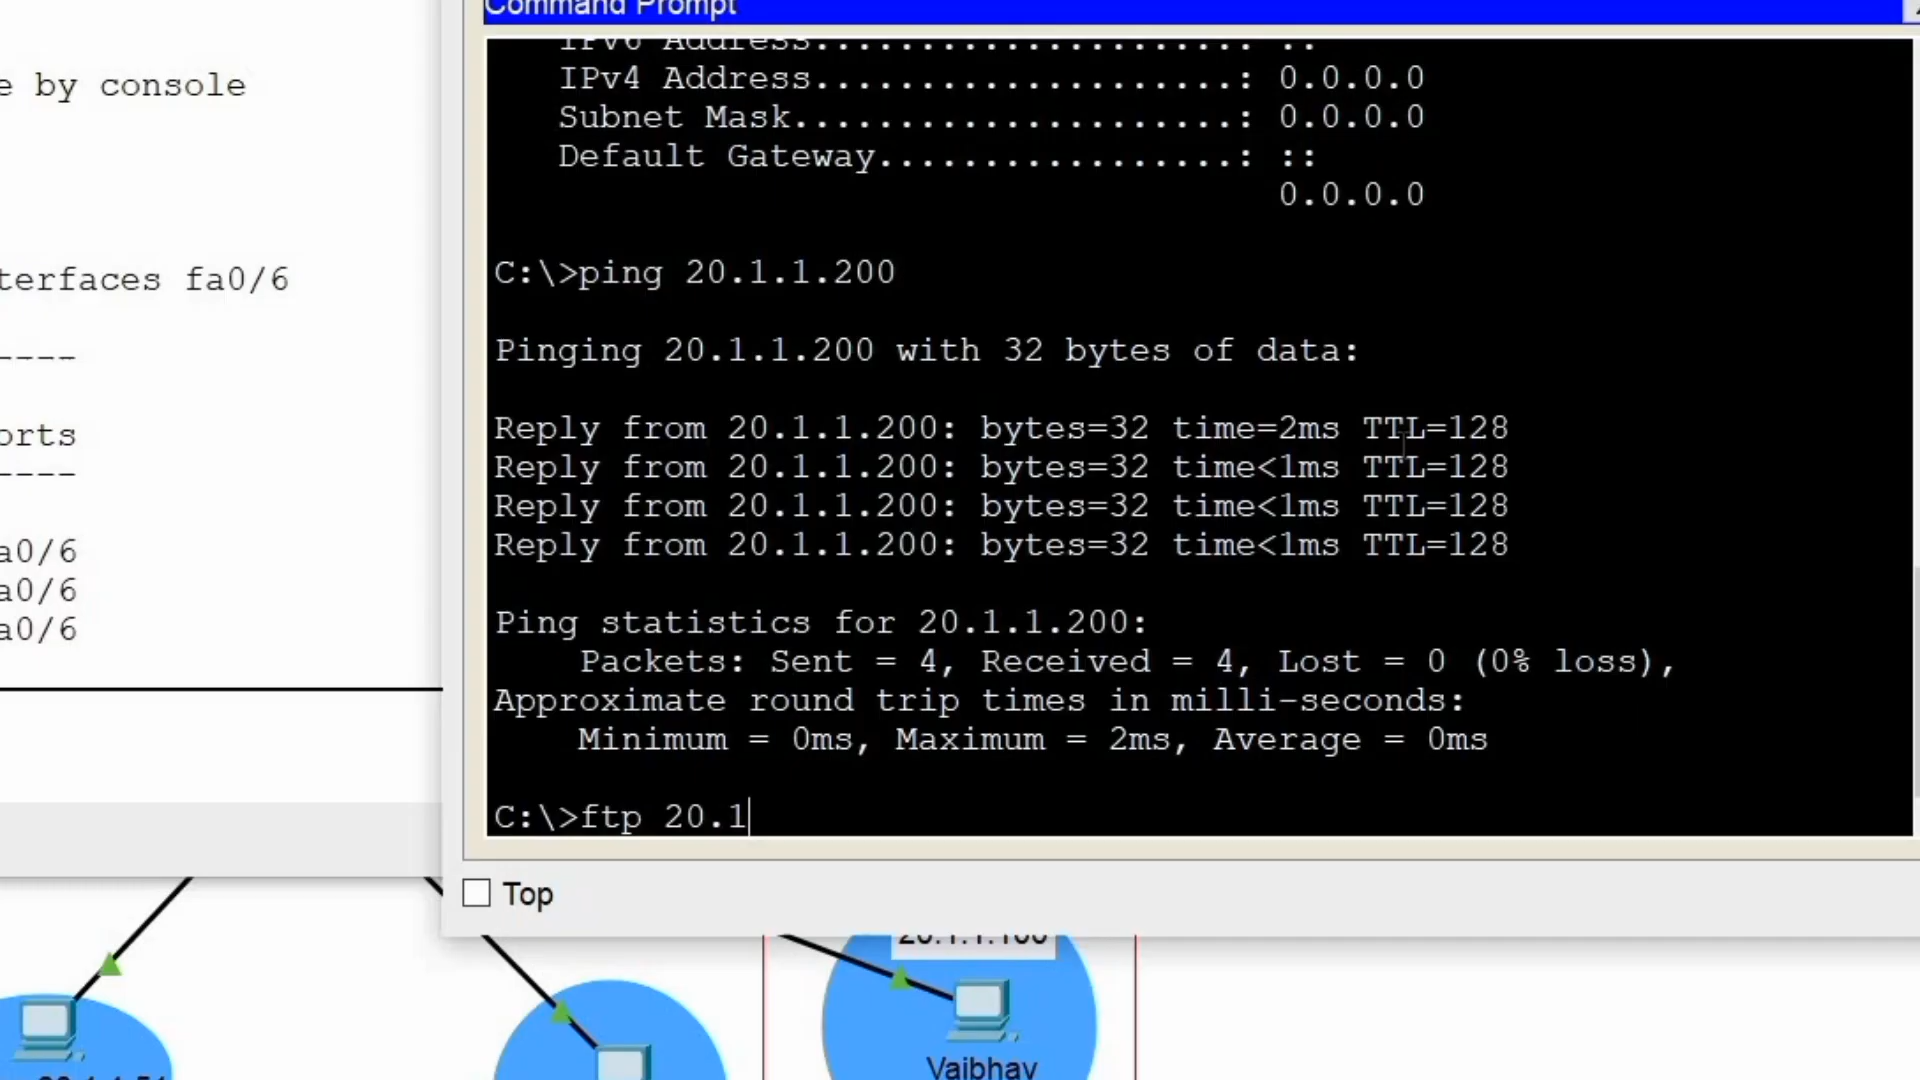 Command Prompt
IPv6 Address.....................: ::
IPv4 Address....................: 0.0.0.0
Subnet Mask.....................: 0.0.0.0
Default Gateway.................: ::
0.0.0.0
C:\>ping 20.1.1.200
Pinging 20.1.1.200 with 32 bytes of data:
Reply from 20.1.1.200: bytes=32 time=2ms TTL=128
Reply from 20.1.1.200: bytes=32 time<1ms TTL=128
Reply from 20.1.1.200: bytes=32 time<1ms TTL=128
Reply from 20.1.1.200: bytes=32 time<1ms TTL=128
Ping statistics for 20.1.1.200:
Packets: Sent = 4, Received = 4, Lost = 0 (0% loss),
Approximate round trip times in milli-seconds:
Minimum = 0ms, Maximum = 2ms, Average = 0ms
C:\>ftp 20.1
Top
e by console
terfaces fa0/6
----
orts
----
a0/6
a0/6
a0/6
Vaibhav